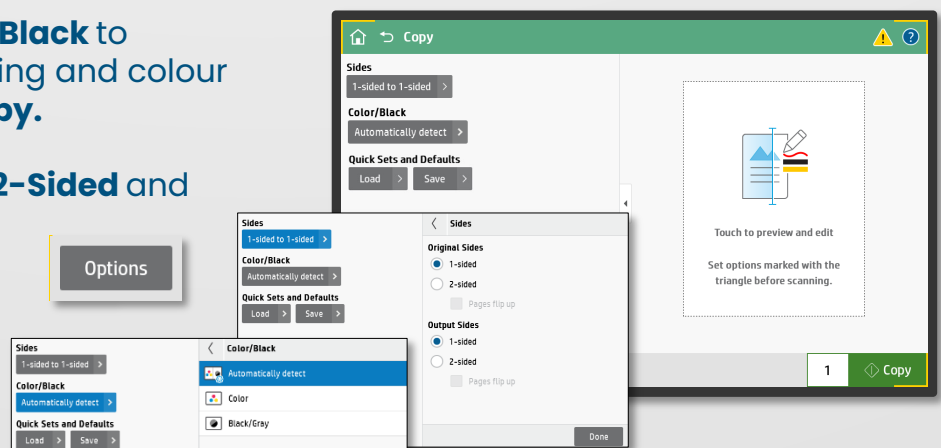 Black to
ing and colour
py.
2-Sided and
Options
Copy
?
Sides
1-sided to 1-sided >
Color/Black
Automatically detect >
Quick Sets and Defaults
Load > Save >
Touch to preview and edit
Set options marked with the
triangle before scanning.
1 Copy
Sides
1-sided to 1-sided >
Color/Black
Automatically detect >
Quick Sets and Defaults
Load > Save >
< Sides
Original Sides
1-sided
2-sided
Pages flip up
Output Sides
1-sided
2-sided
Pages flip up
Done
Sides
1-sided to 1-sided >
Color/Black
Automatically detect >
Quick Sets and Defaults
Load > Save >
< Color/Black
Automatically detect
Color
Black/Gray